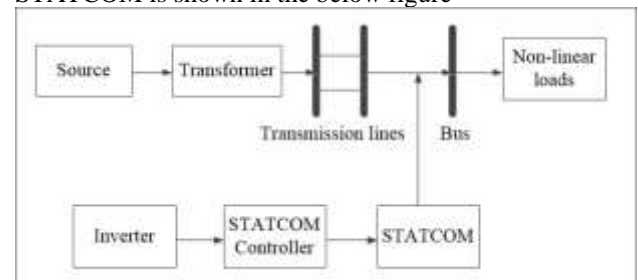 STATCOM is shown in the below figure
Source
Transformer
Non-linear
loads
Transmission lines
Bus
Inverter
STATCOM
Controller
STATCOM